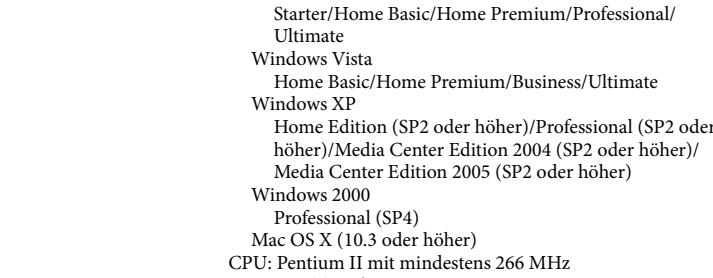 Starter/Home Basic/Home Premium/Professional/
Ultimate
Windows Vista
Home Basic/Home Premium/Business/Ultimate
Windows XP
Home Edition (SP2 oder höher)/Professional (SP2 oder
höher)/Media Center Edition 2004 (SP2 oder höher)/
Media Center Edition 2005 (SP2 oder höher)
Windows 2000
Professional (SP4)
Mac OS X (10.3 oder höher)
CPU: Pentium II mit mindestens 266 MHz